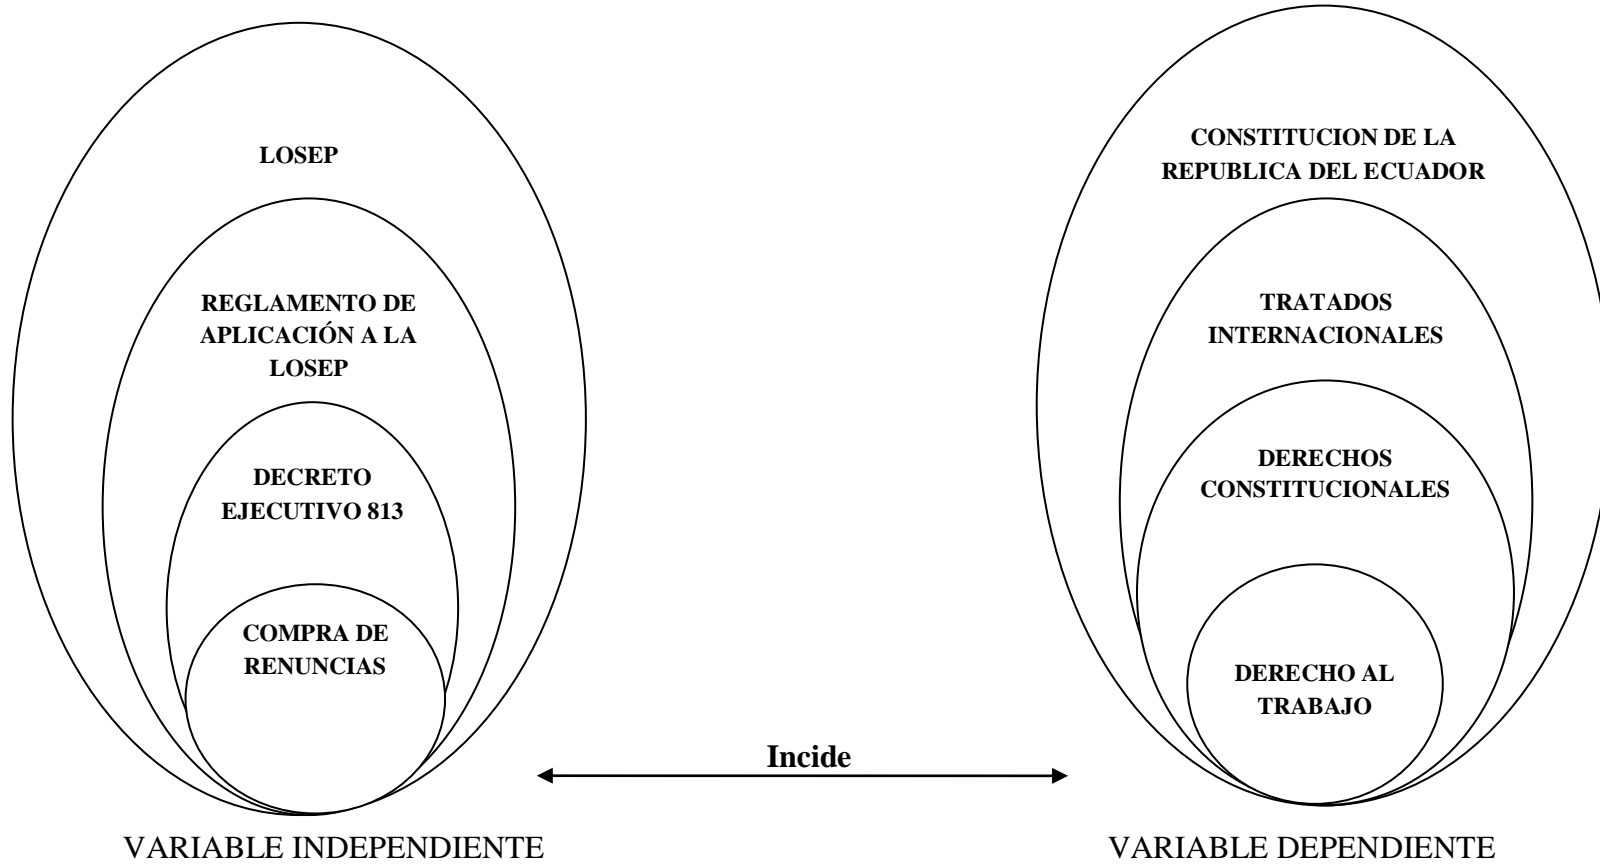 LOSEP
REGLAMENTO DE
APLICACIÓN A LA
LOSEP
DECRETO
EJECUTIVO 813
COMPRA DE
RENUNCIAS
VARIABLE INDEPENDIENTE
Incide
CONSTITUCION DE LA
REPUBLICA DEL ECUADOR
TRATADOS
INTERNACIONALES
DERECHOS
CONSTITUCIONALES
DERECHO AL
TRABAJO
VARIABLE DEPENDIENTE